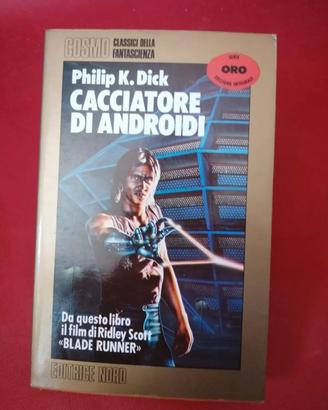 COSMO CLASSICI DELLA
FANTASCIENZA
SERIE
ORO
EDIZIONE INTEGRALE
Philip K. Dick
CACCIATORE
DI ANDROIDI
Da questo libro
il film di Ridley Scott
«BLADE RUNNER»
EDITRICE NORD